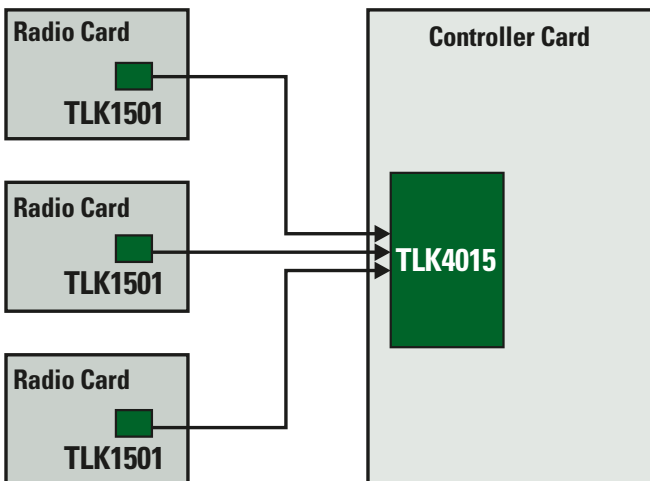 Radio Card
TLK1501
Controller Card
Radio Card
TLK1501
TLK4015
Radio Card
TLK1501